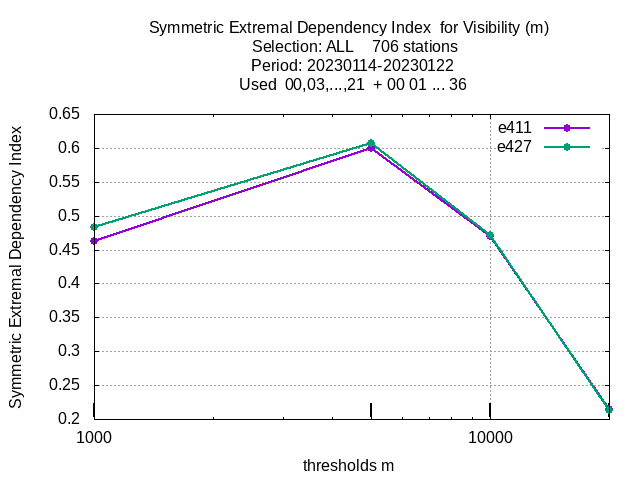 Symmetric Extremal Dependency Index  for Visibility (m)
Selection: ALL    706 stations
Period: 20230114-20230122
Used  00,03,...,21  + 00 01 ... 36
e411
e427
0.65
0.6
0.55
0.5
0.45
0.4
0.35
0.3
0.25
0.2
Symmetric Extremal Dependency Index
1000
10000
thresholds m